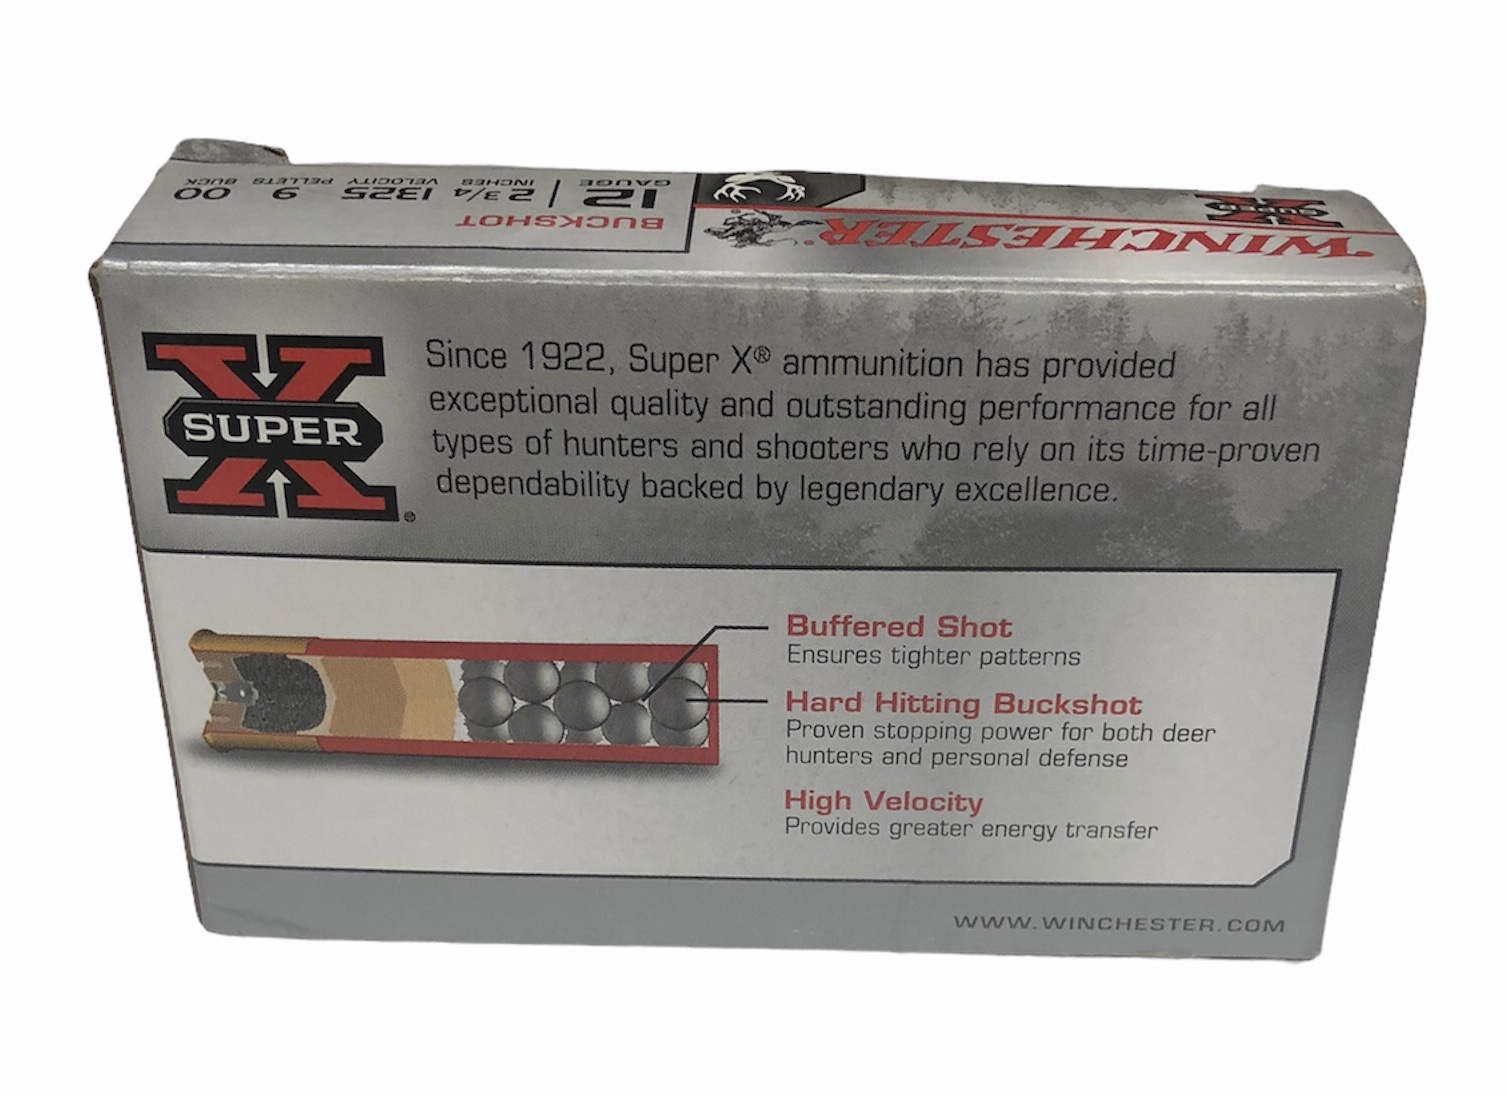 BUCKSHOT
12 GAUGE | 2 3/4 INCHES 1325 VELOCITY 9 PELLETS 00 BUCK
WINCHESTER®
SUPER X
SUPER X®
Since 1922, Super X® ammunition has provided
exceptional quality and outstanding performance for all
types of hunters and shooters who rely on its time-proven
dependability backed by legendary excellence.
Buffered Shot
Ensures tighter patterns
Hard Hitting Buckshot
Proven stopping power for both deer
hunters and personal defense
High Velocity
Provides greater energy transfer
WWW.WINCHESTER.COM